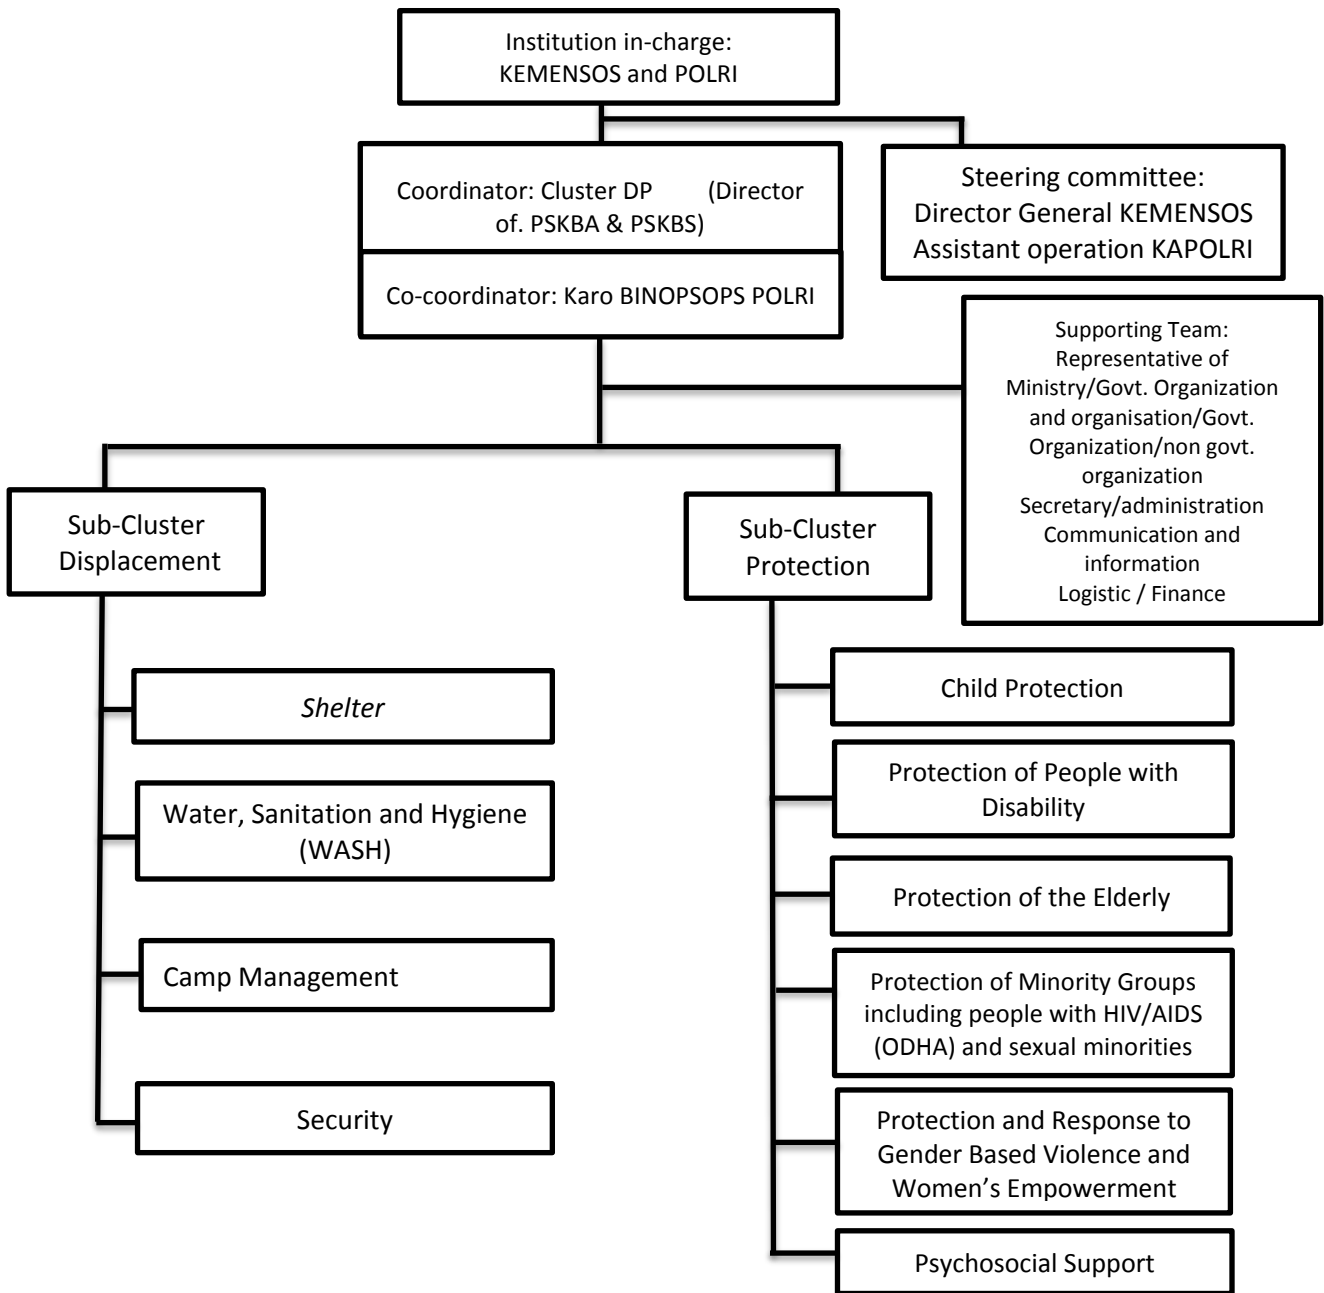 Institution in-charge:
KEMENSOS and POLRI
Coordinator: Cluster DP (Director
of. PSKBA & PSKBS)
Co-coordinator: Karo BINOPSOPS POLRI
Steering committee:
Director General KEMENSOS
Assistant operation KAPOLRI
Supporting Team:
Representative of
Ministry/Govt. Organization
and organisation/Govt.
Organization/non govt.
organization
Secretary/administration
Communication and
information
Logistic / Finance
Sub-Cluster
Displacement
Shelter
Water, Sanitation and Hygiene
(WASH)
Camp Management
Security
Sub-Cluster
Protection
Child Protection
Protection of People with
Disability
Protection of the Elderly
Protection of Minority Groups
including people with HIV/AIDS
(ODHA) and sexual minorities
Protection and Response to
Gender Based Violence and
Women’s Empowerment
Psychosocial Support